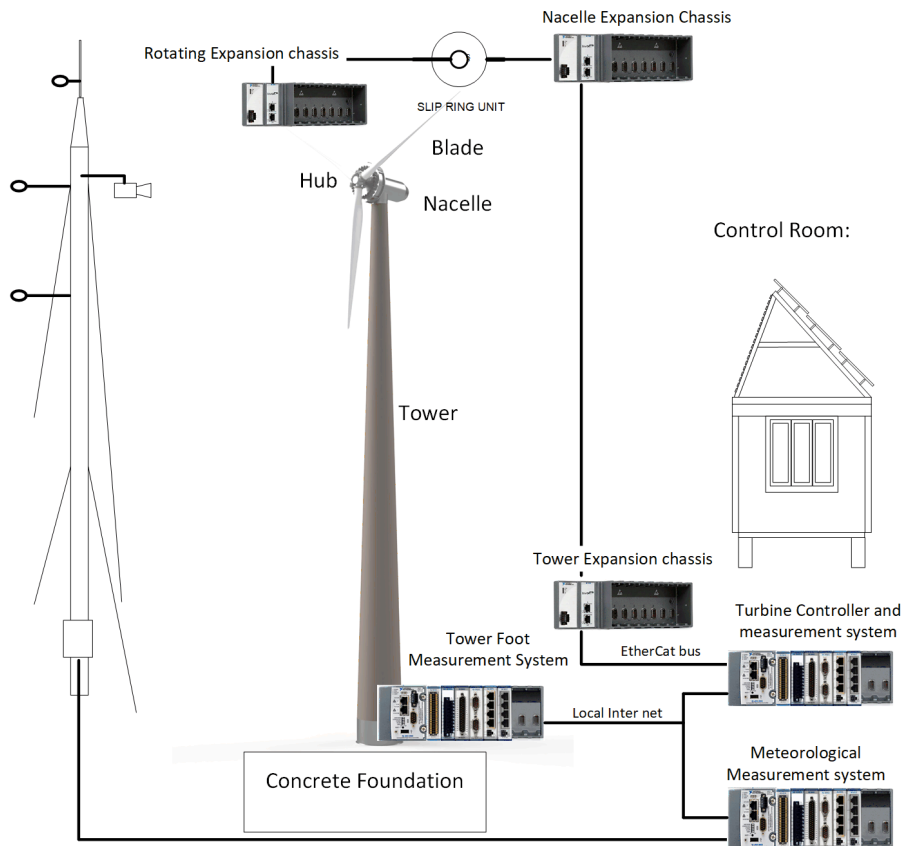 Nacelle Expansion Chassis
Rotating Expansion chassis
SLIP RING UNIT
Blade
Hub
Nacelle
Control Room:
Tower
Tower Expansion chassis
Turbine Controller and
measurement system
Tower Foot
Measurement System
EtherCat bus
Local Inter net
Meteorological
Measurement system
Concrete Foundation